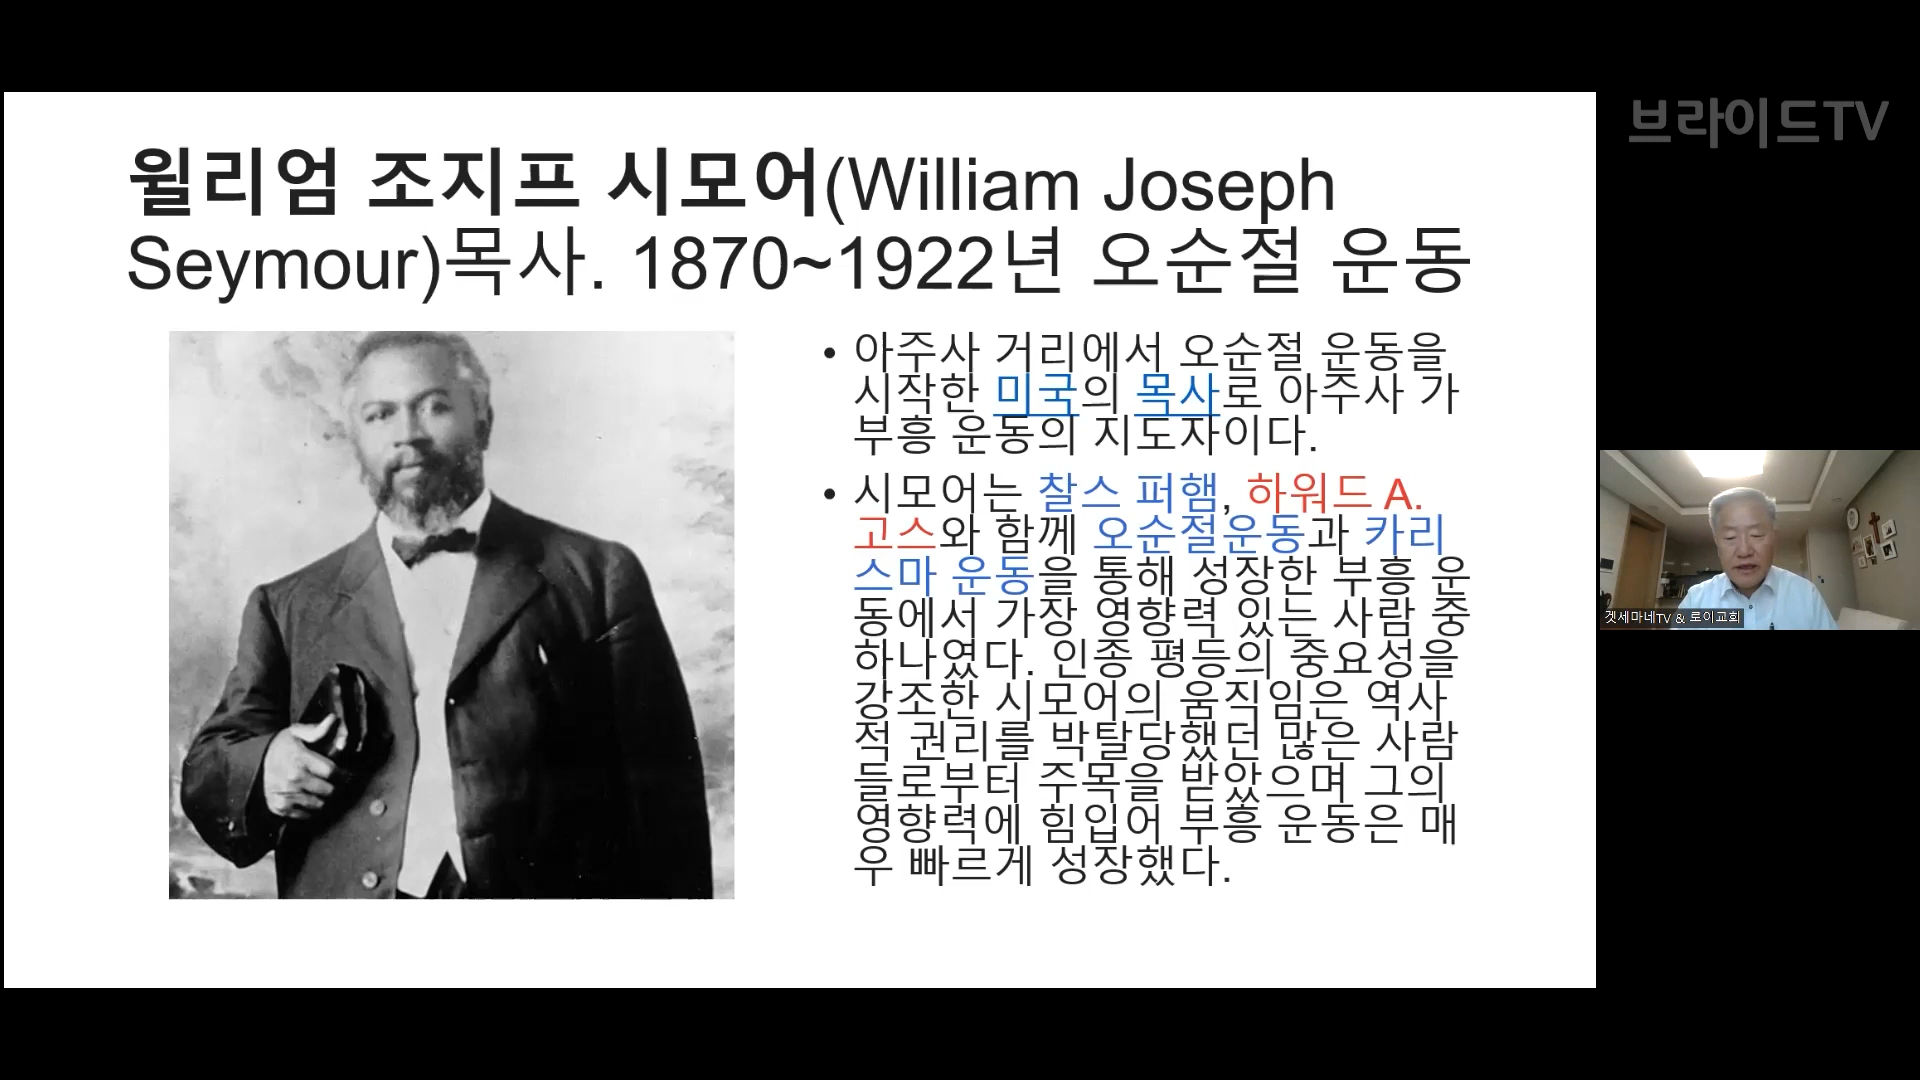 브라이드TV
윌리엄 조지프 시모어(William Joseph
Seymour)목사. 1870~1922년 오순절 운동
• 아주사 거리에서 오순절 운동을
시작한 미국의 목사로 아주사 가
부흥 운동의 지도자이다.
• 시모어는 찰스 퍼햄, 하워드 A.
고스와 함께 오순절운동과 카리
스마 운동을 통해 성장한 부흥 운
동에서 가장 영향력 있는 사람 중
하나였다. 인종 평등의 중요성을
강조한 시모어의 움직임은 역사
적 권리를 박탈당했던 많은 사람
들로부터 주목을 받았으며 그의
영향력에 힘입어 부흥 운동은 매
우 빠르게 성장했다.
겟세마네TV & 로이교회